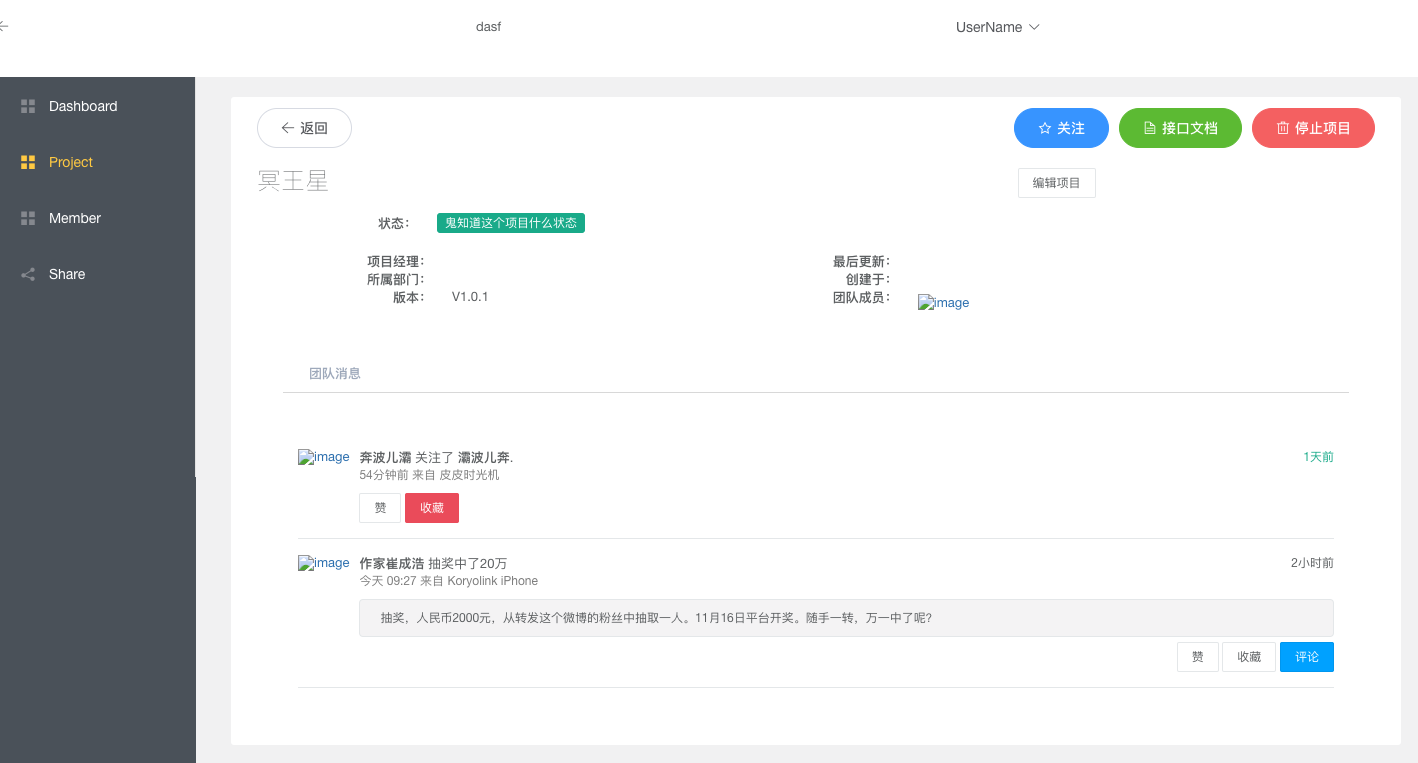 dasf
UserName
Dashboard
Project
Member
Share
返回
关注
接口文档
停止项目
冥王星
编辑项目
状态：
鬼知道这个项目什么状态
项目经理：
所属部门：
版本：
V1.0.1
最后更新：
创建于：
团队成员：
image
团队消息
image
奔波儿灞 关注了 灞波儿奔.
1天前
54分钟前 来自 皮皮时光机
赞
收藏
image
作家崔成浩 抽奖中了20万
2小时前
今天 09:27 来自 Koryolink iPhone
抽奖，人民币2000元，从转发这个微博的粉丝中抽取一人。11月16日平台开奖。随手一转，万一中了呢？
赞
收藏
评论